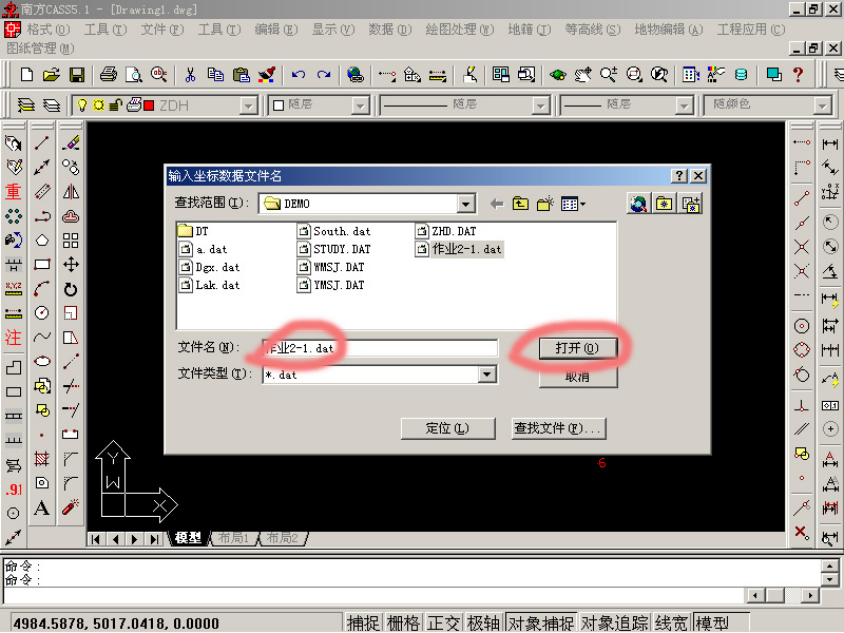 南方CASS5.1 - [Drawing1.dwg]
格式(O) 工具(T) 文件(F) 工具(T) 编辑(E) 显示(V) 数据(D) 绘图处理(W) 地籍(J) 等高线(S) 地物编辑(A) 工程应用(C)
图纸管理(M)
ZDH 随层 随层 随层 随颜色
输入坐标数据文件名
查找范围(I): DEMO
DT South.dat ZHD.DAT
a.dat STUDY.DAT 作业2-1.dat
Dgx.dat WMSJ.DAT
Lak.dat YMSJ.DAT
文件名(N): 作业2-1.dat 打开(O)
文件类型(T): *.dat 取消
定位(L) 查找文件(F)...
重
注
.91
A
6
Y
W
X
模型 布局1 布局2
命令:
命令:
4984.5878, 5017.0418, 0.0000 捕捉 栅格 正交 极轴 对象捕捉 对象追踪 线宽 模型